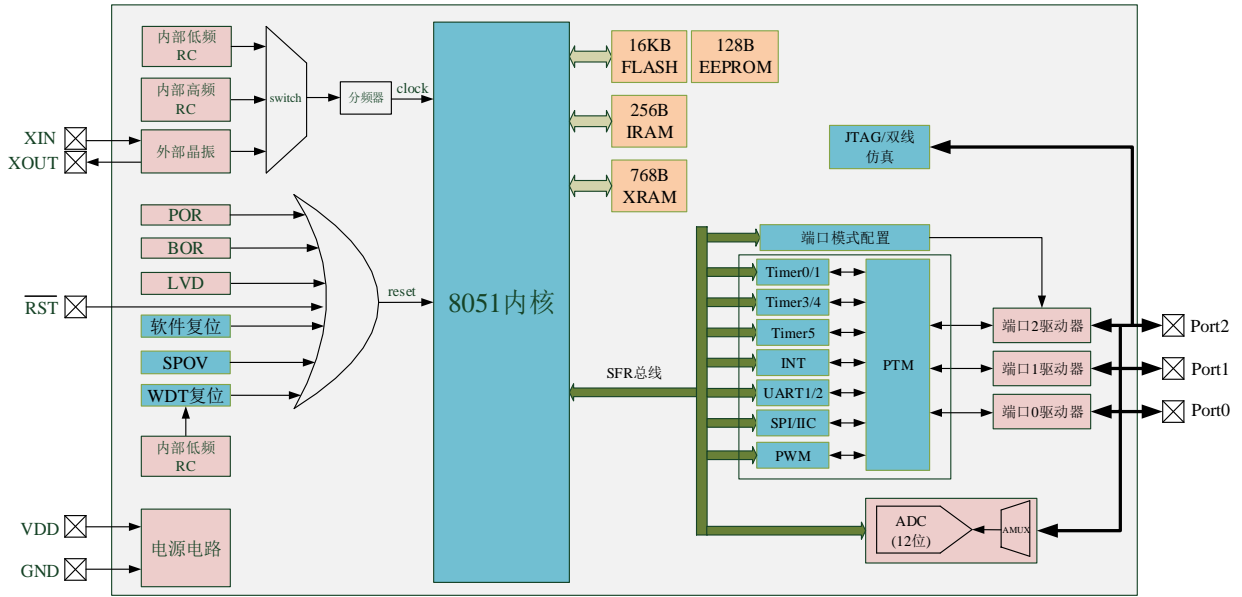 内部低频
RC
内部高频
RC
外部晶振
XIN
XOUT
switch
分频器
clock
POR
BOR
LVD
RST
软件复位
SPOV
WDT复位
内部低频
RC
reset
VDD
GND
电源电路
8051内核
16KB
FLASH
128B
EEPROM
256B
IRAM
768B
XRAM
JTAG/双线
仿真
SFR总线
端口模式配置
Timer0/1
Timer3/4
Timer5
INT
UART1/2
SPI/IIC
PWM
PTM
端口2驱动器
端口1驱动器
端口0驱动器
Port2
Port1
Port0
ADC
(12位)
AMUX